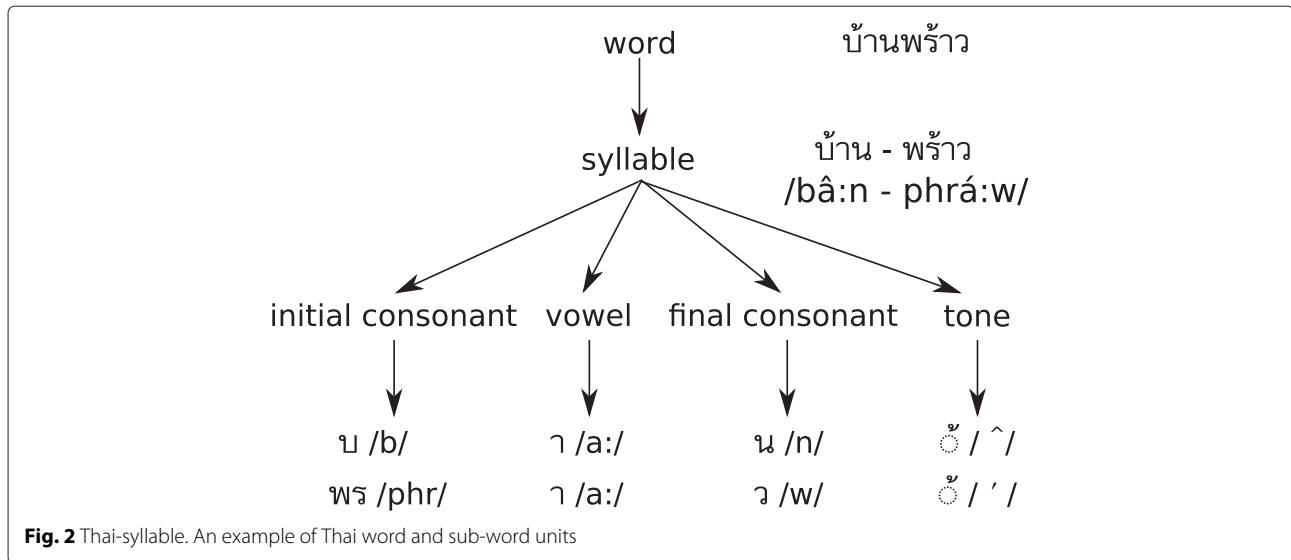 word บ้านพร้าว
syllable บ้าน - พร้าว
/bâ:n - phrá:w/
initial consonant vowel final consonant tone
บ /b/ า /a:/ น /n/ ◌้ / ˆ/
พร /phr/ า /a:/ ว /w/ ◌้ / ′ /
Fig. 2 Thai-syllable. An example of Thai word and sub-word units